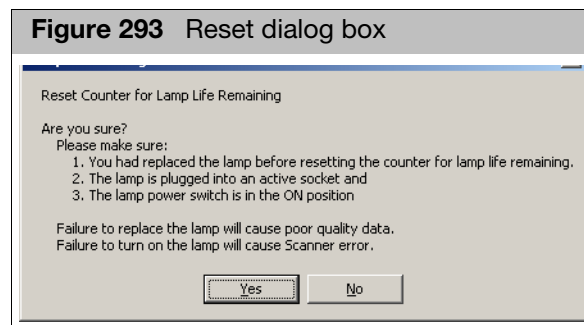 Figure 293 Reset dialog box
Reset Counter for Lamp Life Remaining
Are you sure?
Please make sure:
1. You had replaced the lamp before resetting the counter for lamp life remaining.
2. The lamp is plugged into an active socket and
3. The lamp power switch is in the ON position
Failure to replace the lamp will cause poor quality data.
Failure to turn on the lamp will cause Scanner error.
Yes No